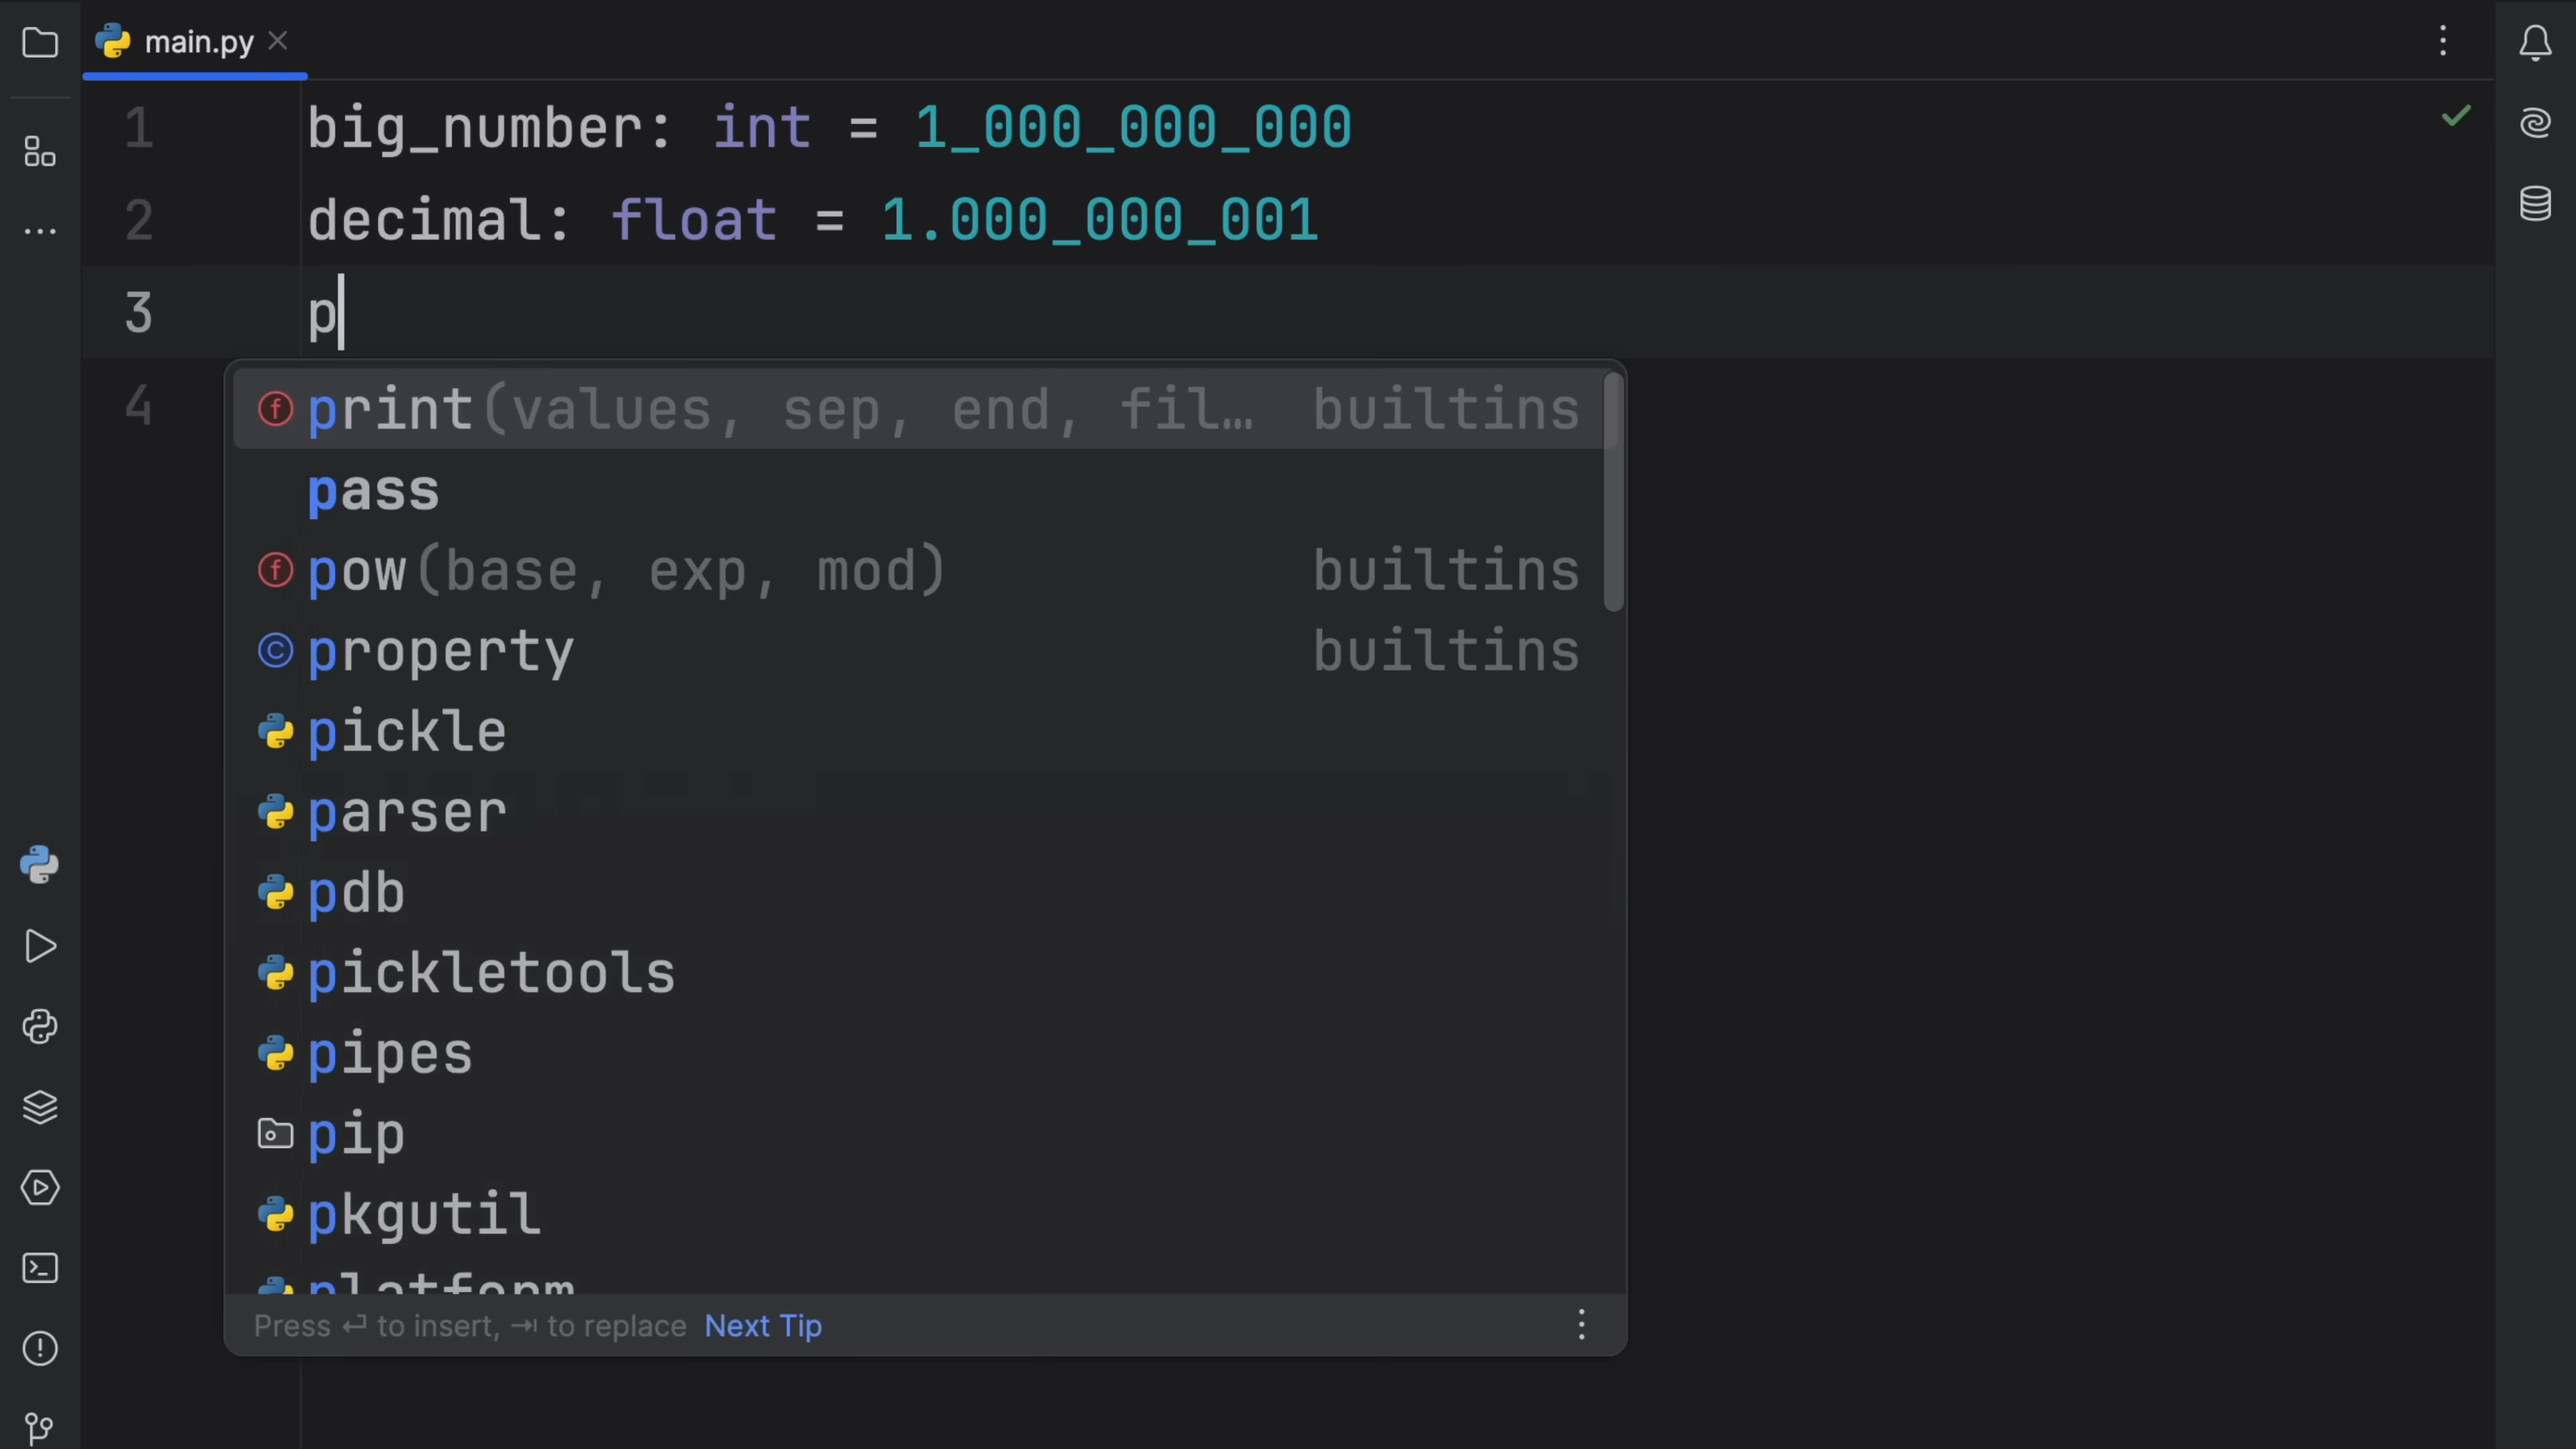 main.py
1 big_number: int = 1_000_000_000
2 decimal: float = 1.000_000_001
3 p
4
print(values, sep, end, fil… builtins
pass
pow(base, exp, mod) builtins
property builtins
pickle
parser
pdb
pickletools
pipes
pip
pkgutil
platform
Press ↵ to insert, ⇥ to replace Next Tip